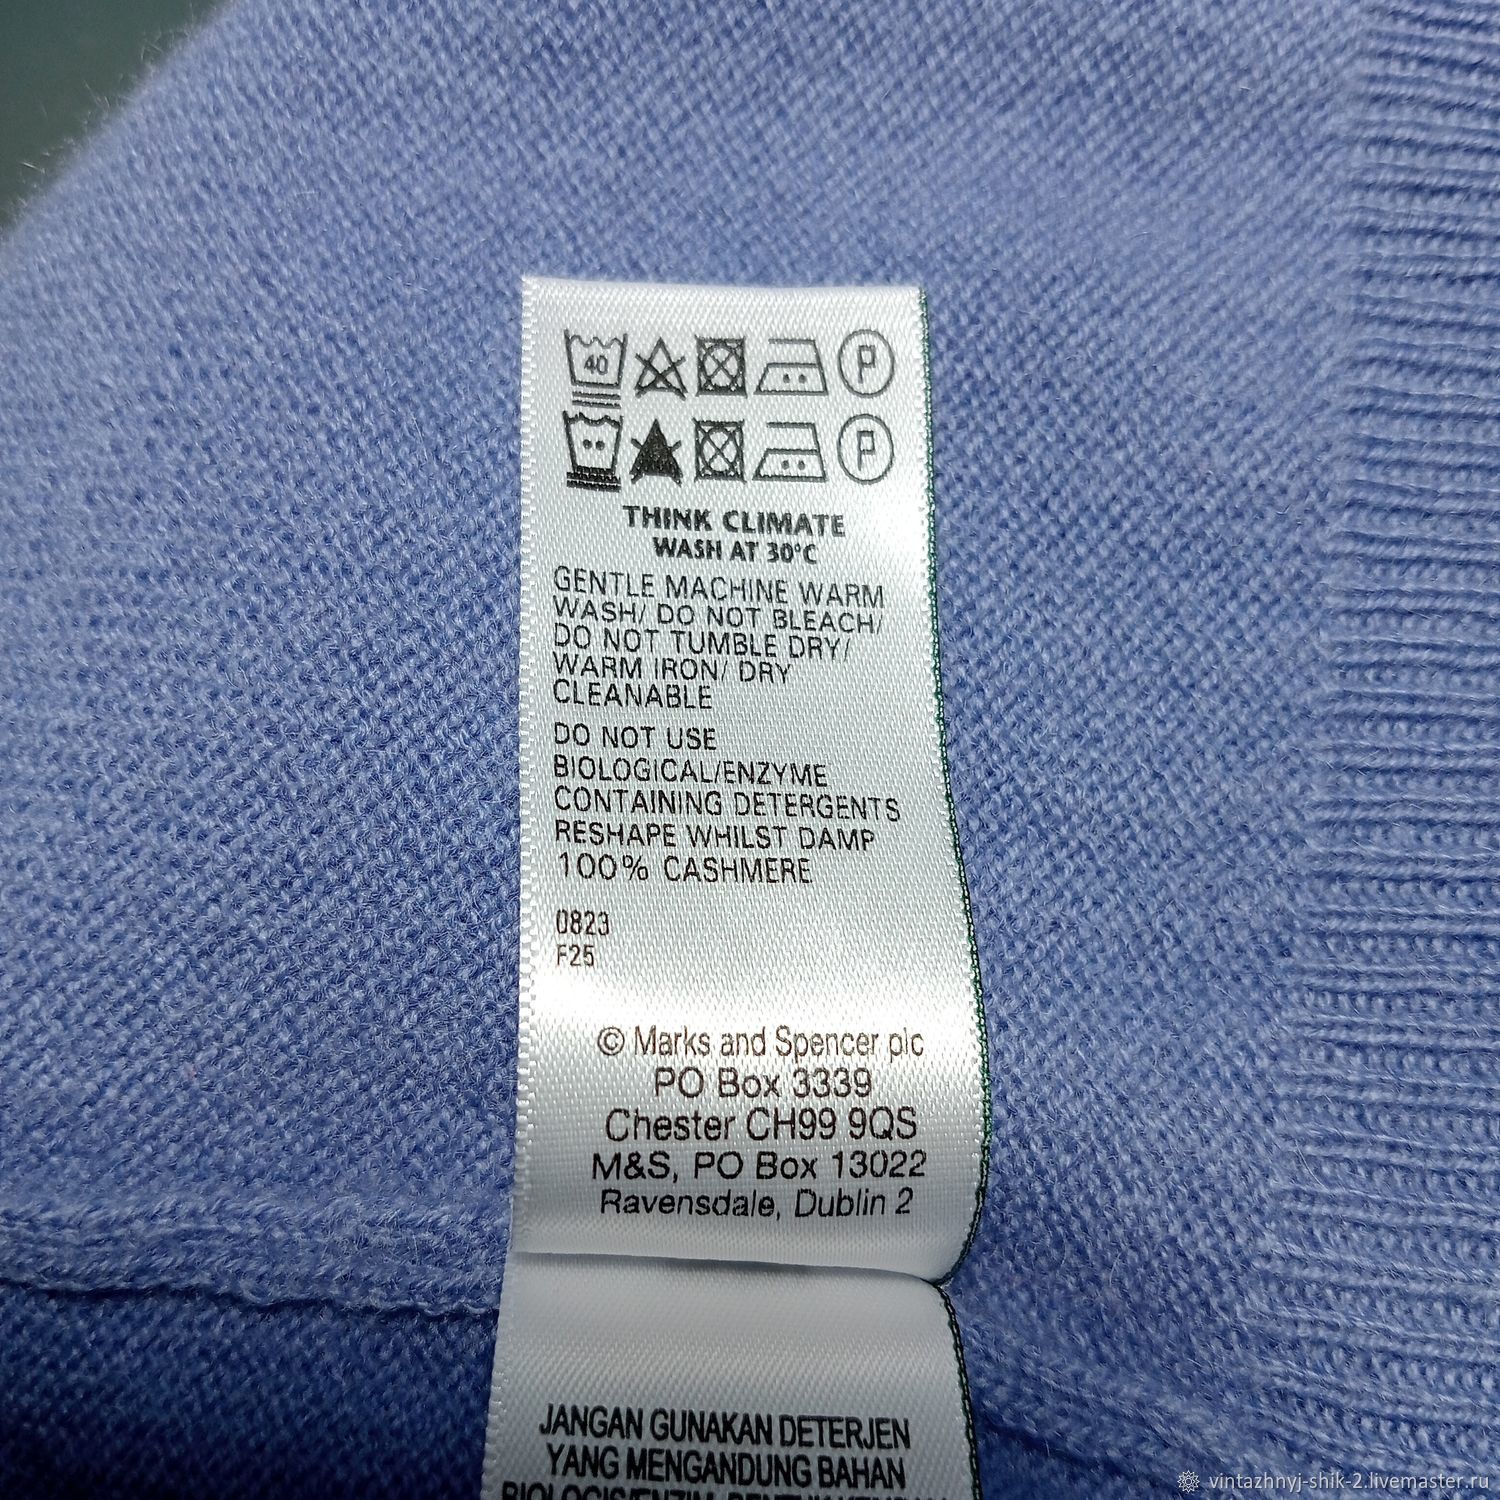 40
P
P
THINK CLIMATE
WASH AT 30°C
GENTLE MACHINE WARM
WASH/ DO NOT BLEACH/
DO NOT TUMBLE DRY/
WARM IRON/ DRY
CLEANABLE
DO NOT USE
BIOLOGICAL/ENZYME
CONTAINING DETERGENTS
RESHAPE WHILST DAMP
100% CASHMERE
0823
F25
© Marks and Spencer plc
PO Box 3339
Chester CH99 9QS
M&S, PO Box 13022
Ravensdale, Dublin 2
JANGAN GUNAKAN DETERJEN
YANG MENGANDUNG BAHAN
vintazhnyj-shik-2.livemaster.ru